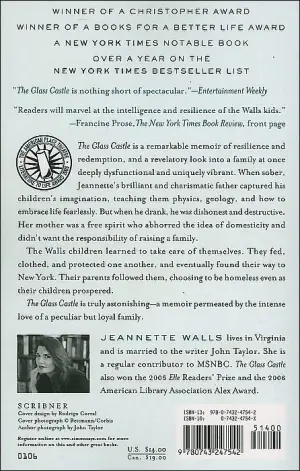 WINNER OF A CHRISTOPHER AWARD
WINNER OF A BOOKS FOR A BETTER LIFE AWARD
A NEW YORK TIMES NOTABLE BOOK
OVER A YEAR ON THE
NEW YORK TIMES BESTSELLER LIST
"The Glass Castle is nothing short of spectacular."—Entertainment Weekly
"Readers will marvel at the intelligence and resilience of the Walls kids."
—Francine Prose, The New York Times Book Review, front page
The Glass Castle is a remarkable memoir of resilience
and redemption, and a revelatory look into a family at once
deeply dysfunctional and uniquely vibrant. When sober,
Jeannette's brilliant and charismatic father captured his
children's imagination, teaching them physics, geology, and how to
embrace life fearlessly. But when he drank, he was dishonest and destructive.
Her mother was a free spirit who abhorred the idea of domesticity and
didn't want the responsibility of raising a family.
The Walls children learned to take care of themselves. They fed,
clothed, and protected one another, and eventually found their way to
New York. Their parents followed them, choosing to be homeless even as
their children prospered.
The Glass Castle is truly astonishing—a memoir permeated by the intense
love of a peculiar but loyal family.
JEANNETTE WALLS lives in Virginia
and is married to the writer John Taylor. She is
a regular contributor to MSNBC. The Glass Castle
also won the 2005 Elle Readers' Prize and the 2006
American Library Association Alex Award.
SCRIBNER
Cover design by Rodrigo Corral
Cover photograph © Bettmann/Corbis
Author photograph by John Taylor
Register online at www.simonsays.com for more
information on this and other great books.
0106
U.S. $14.00
Can. $19.00
ISBN-13: 978-0-7432-4754-2
ISBN-10: 0-7432-4754-X
51400
9 780743 247542